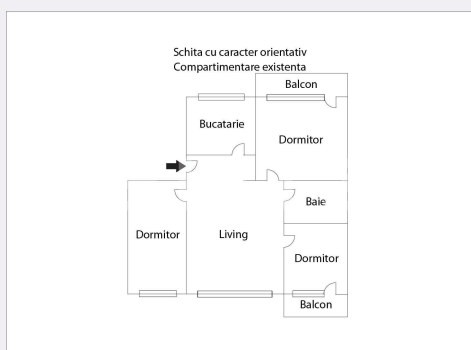 Schita cu caracter orientativ
Compartimentare existenta
Balcon
Bucatarie
Dormitor
Baie
Dormitor
Living
Dormitor
Balcon